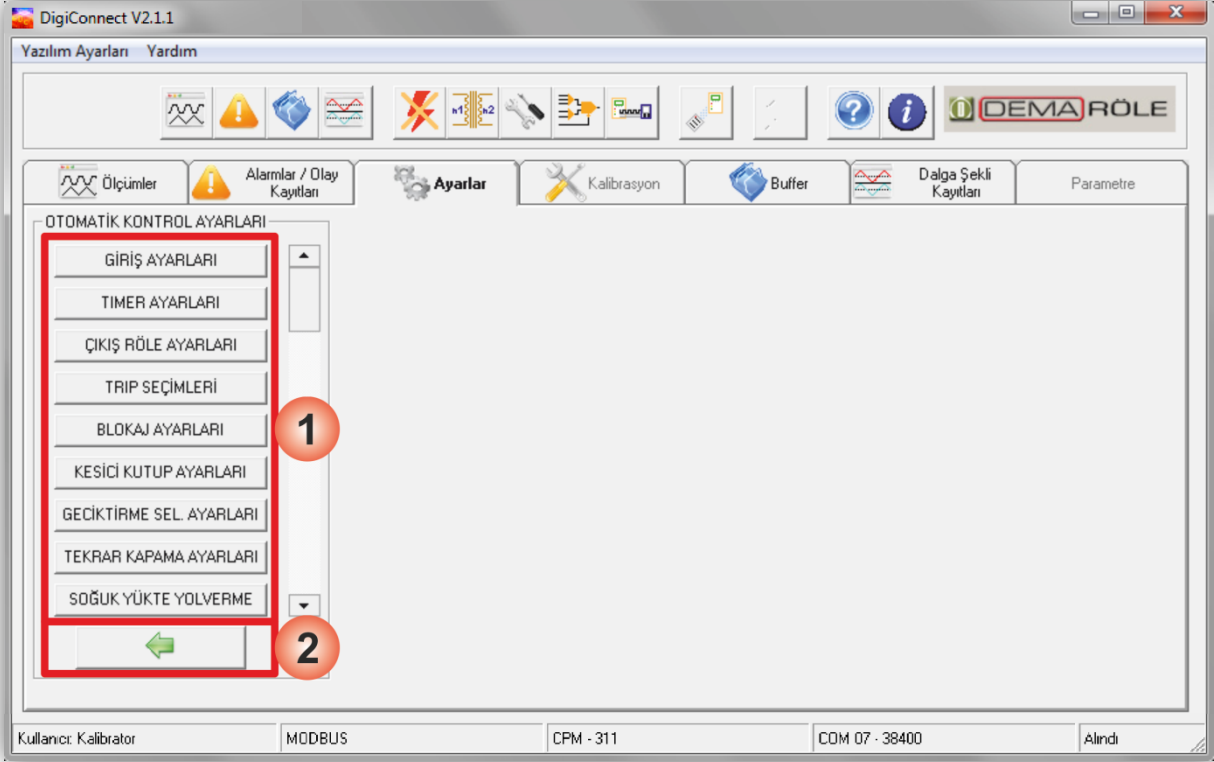 DigiConnect V2.1.1
Yazılım Ayarları Yardım
n1 n2
DEMA RÖLE
Ölçümler
Alarmlar / Olay
Kayıtları
Ayarlar
Kalibrasyon
Buffer
Dalga Şekli
Kayıtları
Parametre
OTOMATİK KONTROL AYARLARI
GİRİŞ AYARLARI
TIMER AYARLARI
ÇIKIŞ RÖLE AYARLARI
TRIP SEÇİMLERİ
BLOKAJ AYARLARI
1
KESİCİ KUTUP AYARLARI
GECİKTİRME SEL. AYARLARI
TEKRAR KAPAMA AYARLARI
SOĞUK YÜKTE YOLVERME
2
Kullanıcı: Kalibrator MODBUS CPM - 311 COM 07 - 38400 Alındı